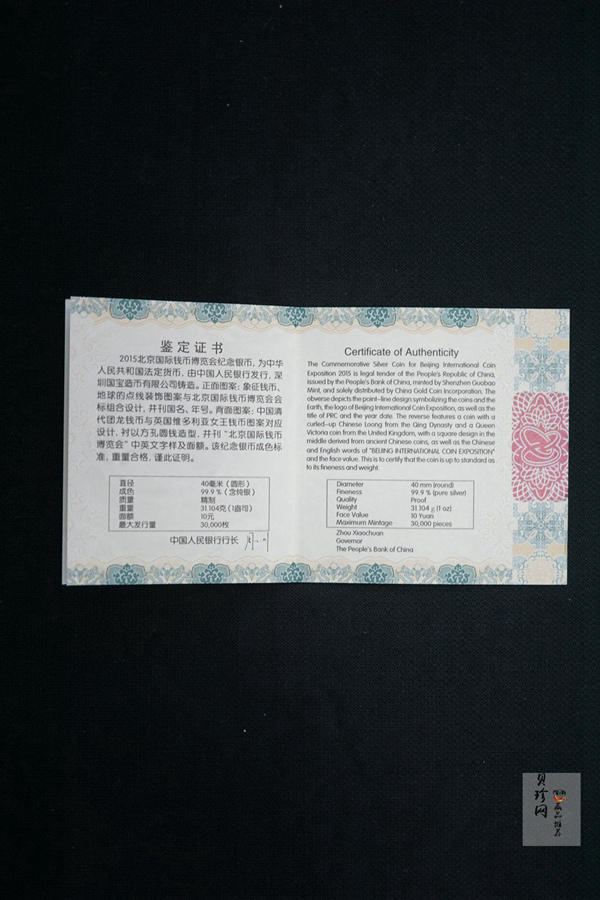 鉴定证书
2015北京国际钱币博览会纪念银币，为中华
人民共和国法定货币，由中国人民银行发行，深
圳国宝造币有限公司铸造。正面图案：象征钱币、
地球的点线装饰图案与北京国际钱币博览会会
标组合设计，并刊国名、年号。背面图案：中国清
代团龙钱币与英国维多利亚女王钱币图案对应
设计，衬以方孔圆钱造型，并刊“北京国际钱币
博览会”中英文字样及面额。该纪念银币成色标
准，重量合格，谨此证明。
直径 40毫米（圆形）
成色 99.9％（含纯银）
质量 精制
重量 31.104克（1盎司）
面额 10元
最大发行量 30,000枚
中国人民银行行长
Certificate of Authenticity
The Commemorative Silver Coin for Beijing International Coin
Exposition 2015 is legal tender of the People's Republic of China,
issued by the People's Bank of China, minted by Shenzhen Guobao
Mint, and solely distributed by China Gold Coin Incorporation. The
obverse depicts the point-line design symbolizing the coins and the
Earth, the logo of Beijing International Coin Exposition, as well as the
title of PRC and the year date. The reverse features a coin with a
curled-up Chinese Loong from the Qing Dynasty and a Queen
Victoria coin from the United Kingdom, with a square design in the
middle derived from ancient Chinese coins, as well as the Chinese
and English words of "BEIJING INTERNATIONAL COIN EXPOSITION"
and the face value. This is to certify that the coin is up to standard as
to its fineness and weight.
Diameter 40 mm (round)
Fineness 99.9 % (pure silver)
Quality Proof
Weight 31.104 g (1 oz)
Face Value 10 Yuan
Maximum Mintage 30,000 pieces
Zhou Xiaochuan
Governor
The People's Bank of China
贝珍网
藏品推荐